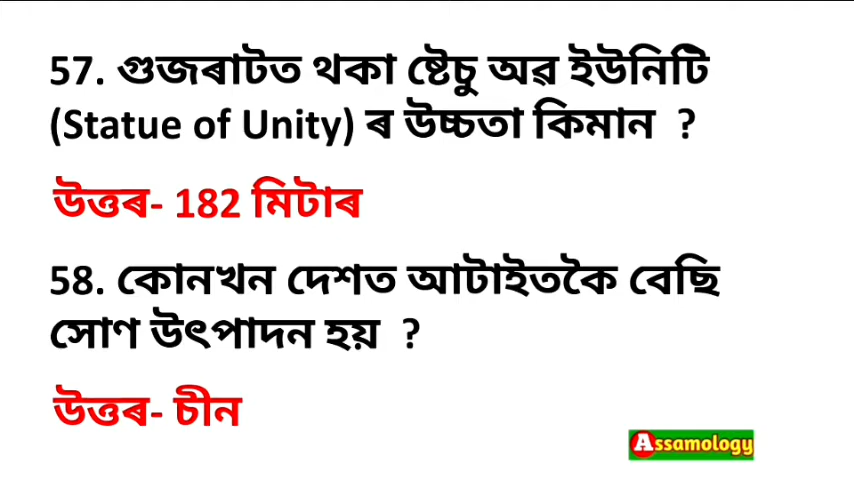 57. গুজৰাটত থকা ষ্টেচু অৱ ইউনিটি
(Statue of Unity) ৰ উচ্চতা কিমান ?
উত্তৰ- 182 মিটাৰ
58. কোনখন দেশত আটাইতকৈ বেছি
সোণ উৎপাদন হয় ?
উত্তৰ- চীন
Assamology